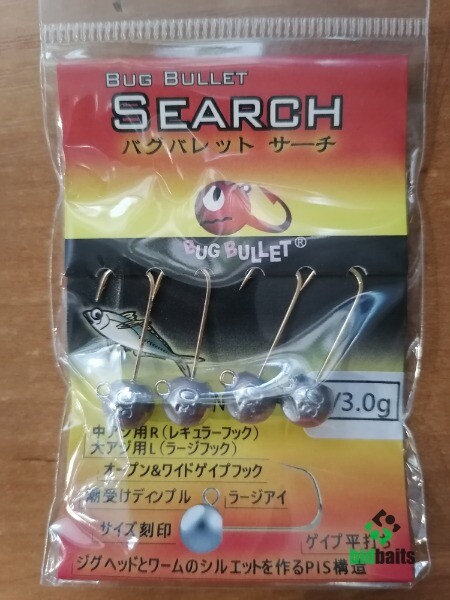 BUG BULLET
SEARCH
バグバレット サーチ
BUG BULLET®
N
/3.0g
中アジ用R(レギュラーフック)
大アジ用L(ラージフック)
オープン&ワイドゲイプフック
潮受けディンプル
ラージアイ
サイズ刻印
ゲイプ平打ち
bigbaits
ジグヘッドとワームのシルエットを作るPIS構造